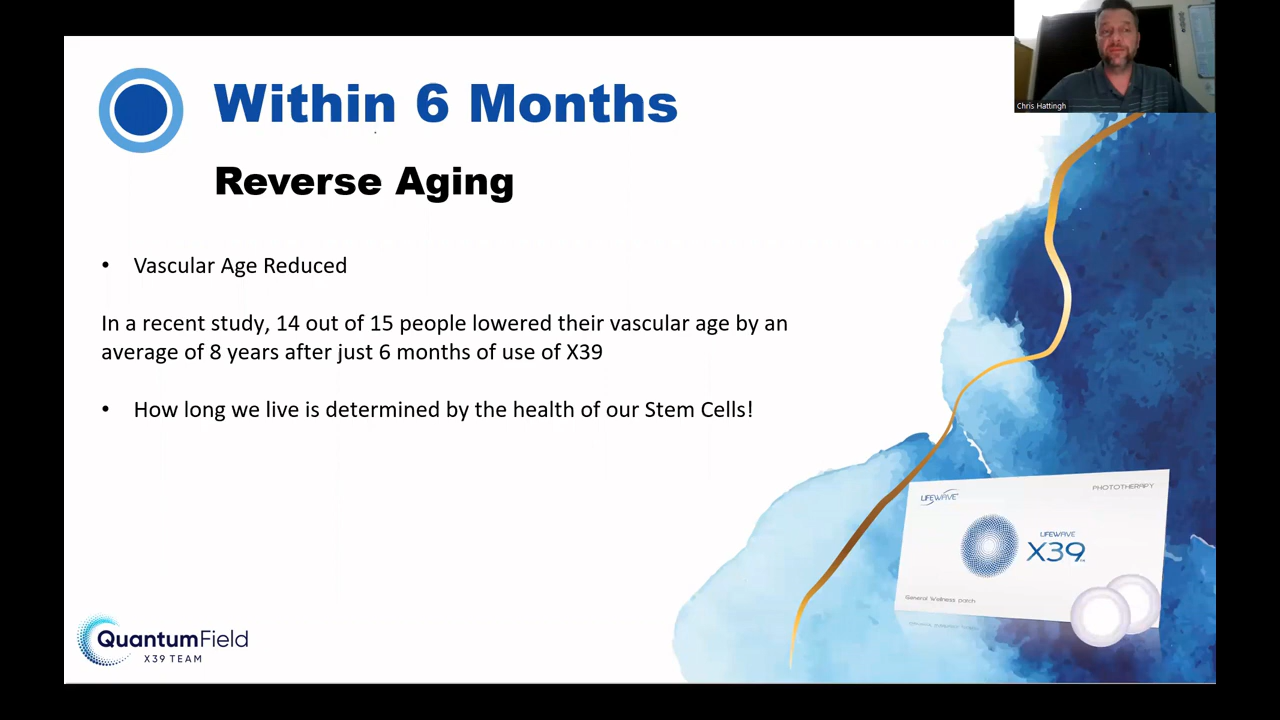 Within 6 Months
Chris Hattingh
Reverse Aging
• Vascular Age Reduced
In a recent study, 14 out of 15 people lowered their vascular age by an
average of 8 years after just 6 months of use of X39
• How long we live is determined by the health of our Stem Cells!
LIFEWAVE
PHOTOTHERAPY
LIFEWAVE
X39
General Wellness patch
QuantumField
X39 TEAM